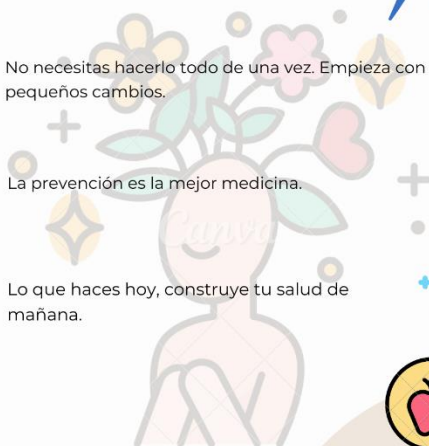 No necesitas hacerlo todo de una vez. Empieza con
pequeños cambios.
La prevención es la mejor medicina.
Canva
Lo que haces hoy, construye tu salud de
mañana.